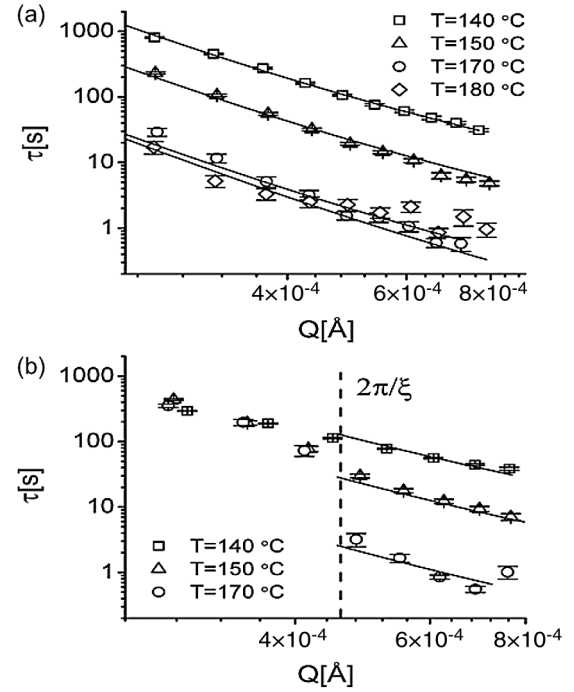 (a)
1000
100
10
1
τ[s]
T=140 °C
T=150 °C
T=170 °C
T=180 °C
4x10⁻⁴
6x10⁻⁴
8x10⁻⁴
Q[Å]
(b)
1000
100
10
1
τ[s]
2π/ξ
T=140 °C
T=150 °C
T=170 °C
4x10⁻⁴
6x10⁻⁴
8x10⁻⁴
Q[Å]